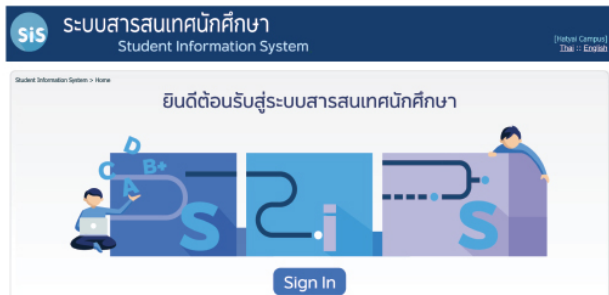 SiS
ระบบสารสนเทศนักศึกษา
Student Information System
[Hatyai Campus]
Thai :: English
Student Information System > Home
ยินดีต้อนรับสู่ระบบสารสนเทศนักศึกษา
D
C B+
A
S i S
Sign In